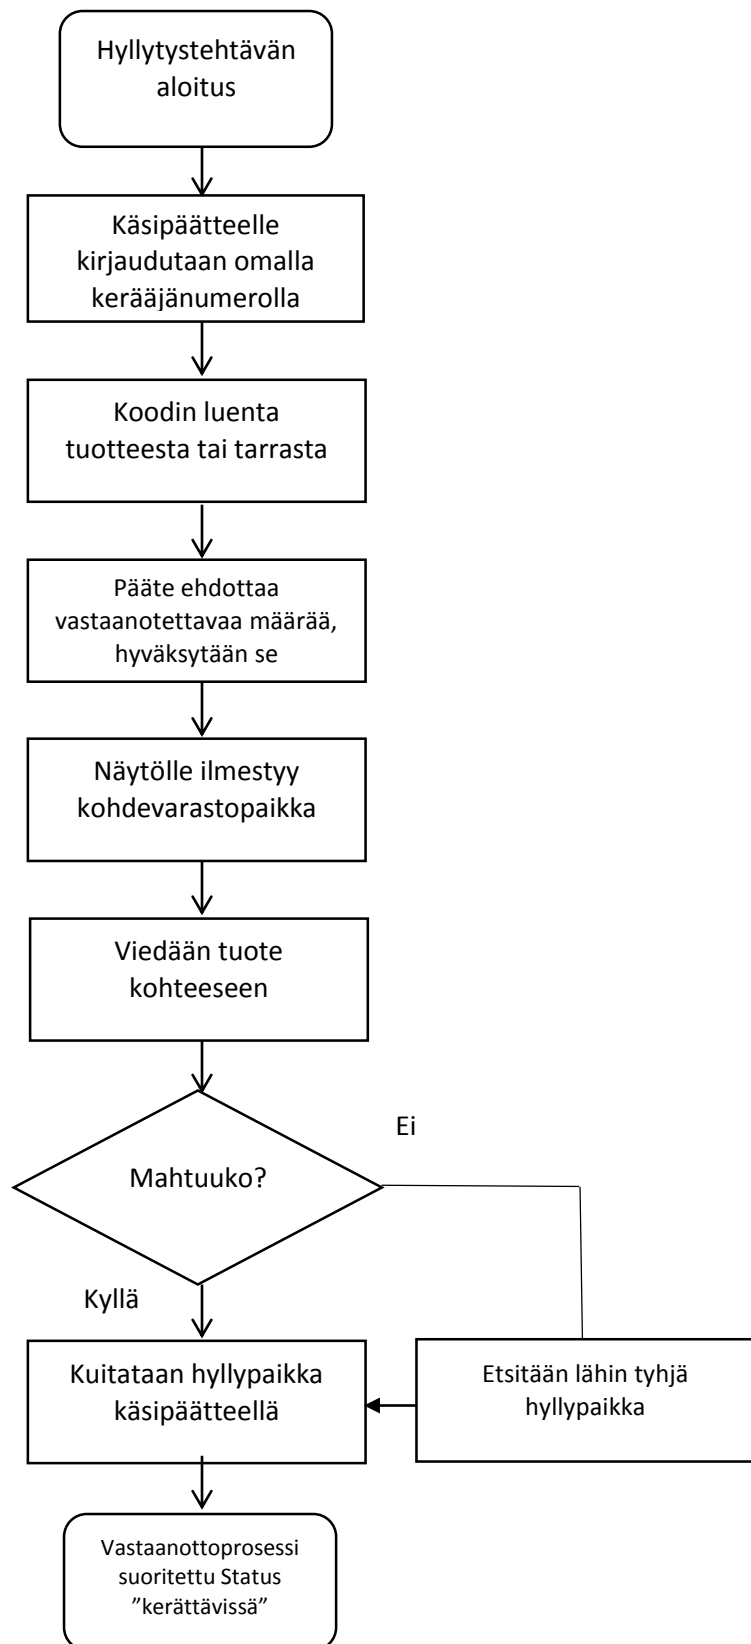 Hyllytystehtävän
aloitus
Käsipäätteelle
kirjaudutaan omalla
kerääjänumerolla
Koodin luenta
tuotteesta tai tarrasta
Pääte ehdottaa
vastaanotettavaa määrää,
hyväksytään se
Näytölle ilmestyy
kohdevarastopaikka
Viedään tuote
kohteeseen
Ei
Mahtuuko?
Kyllä
Kuitataan hyllypaikka
käsipäätteellä
Etsitään lähin tyhjä
hyllypaikka
Vastaanottoprosessi
suoritettu Status
”kerättävissä”